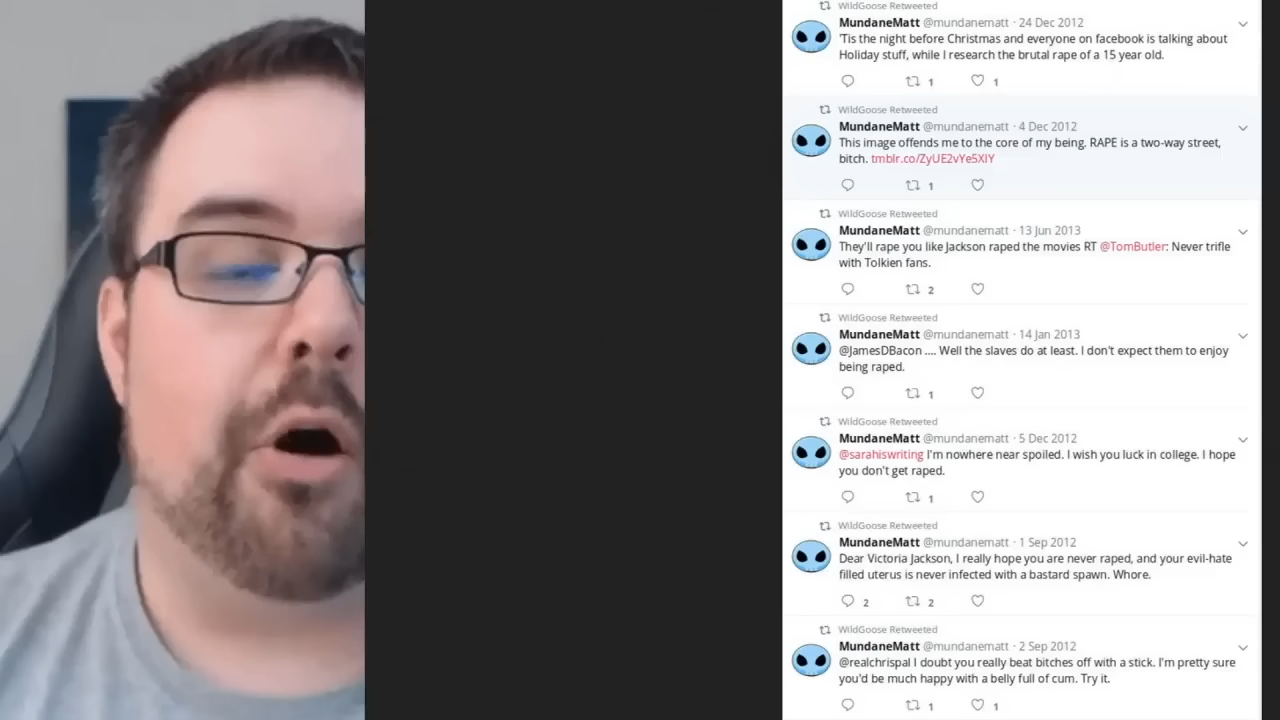 WildGoose Retweeted
MundaneMatt @mundanematt · 24 Dec 2012
'Tis the night before Christmas and everyone on facebook is talking about
Holiday stuff, while I research the brutal rape of a 15 year old.
1 1
WildGoose Retweeted
MundaneMatt @mundanematt · 4 Dec 2012
This image offends me to the core of my being. RAPE is a two-way street,
bitch. tmblr.co/ZyUE2vYe5XIY
1
WildGoose Retweeted
MundaneMatt @mundanematt · 13 Jun 2013
They'll rape you like Jackson raped the movies RT @TomButler: Never trifle
with Tolkien fans.
2
WildGoose Retweeted
MundaneMatt @mundanematt · 14 Jan 2013
@JamesDBacon .... Well the slaves do at least. I don't expect them to enjoy
being raped.
1
WildGoose Retweeted
MundaneMatt @mundanematt · 5 Dec 2012
@sarahiswriting I'm nowhere near spoiled. I wish you luck in college. I hope
you don't get raped.
1
WildGoose Retweeted
MundaneMatt @mundanematt · 1 Sep 2012
Dear Victoria Jackson, I really hope you are never raped, and your evil-hate
filled uterus is never infected with a bastard spawn. Whore.
2 2
WildGoose Retweeted
MundaneMatt @mundanematt · 2 Sep 2012
@realchrispal I doubt you really beat bitches off with a stick. I'm pretty sure
you'd be much happy with a belly full of cum. Try it.
1 1